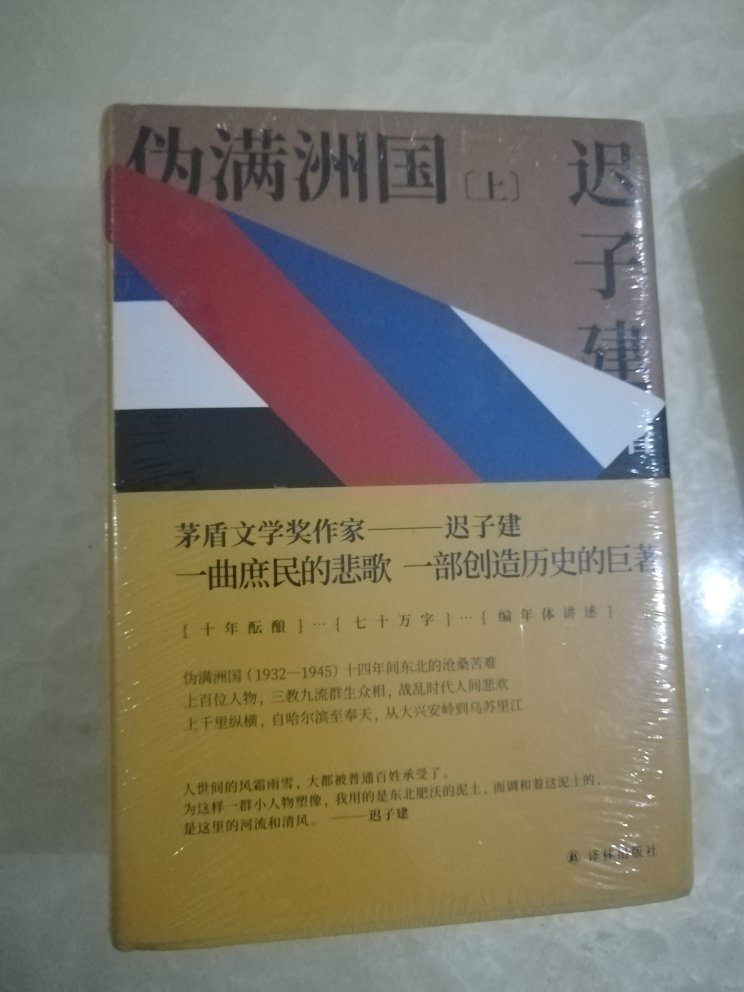 伪满洲国〔上〕
迟子建 著
茅盾文学奖作家———迟子建
一曲庶民的悲歌 一部创造历史的巨著
{十年酝酿}…{七十万字}…{编年体讲述}
伪满洲国（1932—1945）十四年间东北的沧桑苦难
上百位人物，三教九流群生众相，战乱时代人间悲欢
上千里纵横，自哈尔滨至奉天，从大兴安岭到乌苏里江
人世间的风霜雨雪，大都被普通百姓承受了。
为这样一群小人物塑像，我用的是东北肥沃的泥土，而调和着这泥土的，
是这里的河流和清风。 ——迟子建
译林出版社